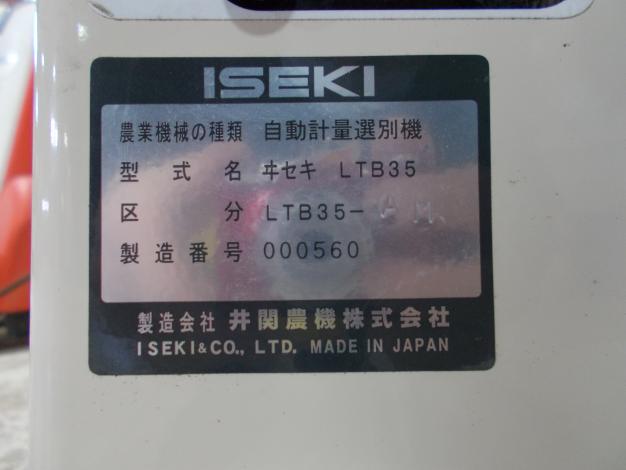 ISEKI
農業機械の種類 自動計量選別機
型式名 ヰセキ LTB35
区分 LTB35-
製造番号 000560
製造会社 井関農機株式会社
ISEKI&CO., LTD. MADE IN JAPAN